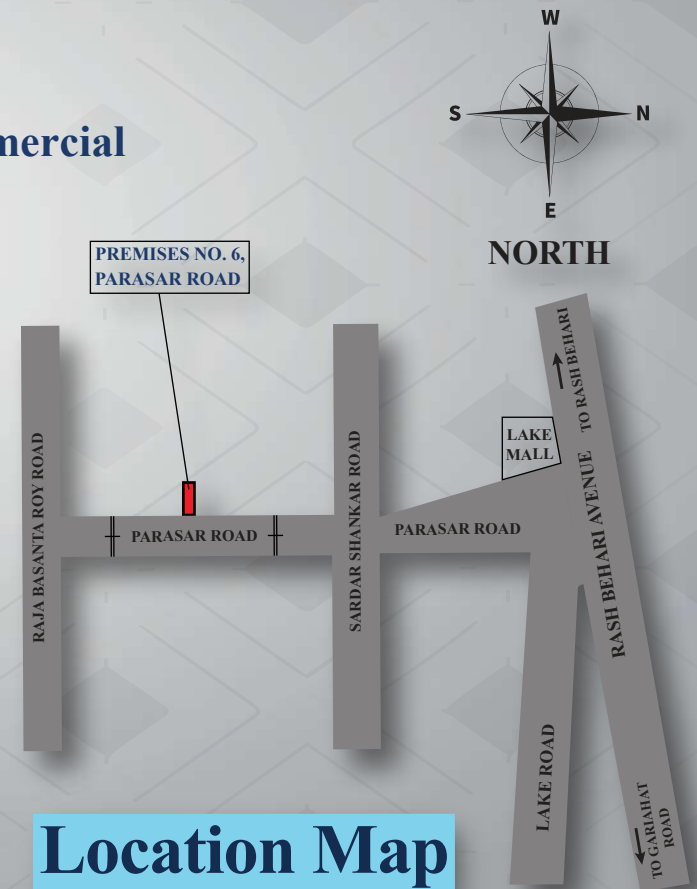 W
S
N
E
NORTH
mercial
PREMISES NO. 6,
PARASAR ROAD
RAJA BASANTA ROY ROAD
PARASAR ROAD
SARDAR SHANKAR ROAD
PARASAR ROAD
LAKE
MALL
TO RASH BEHARI
RASH BEHARI AVENUE
LAKE ROAD
TO GARIAHAT
ROAD
Location Map